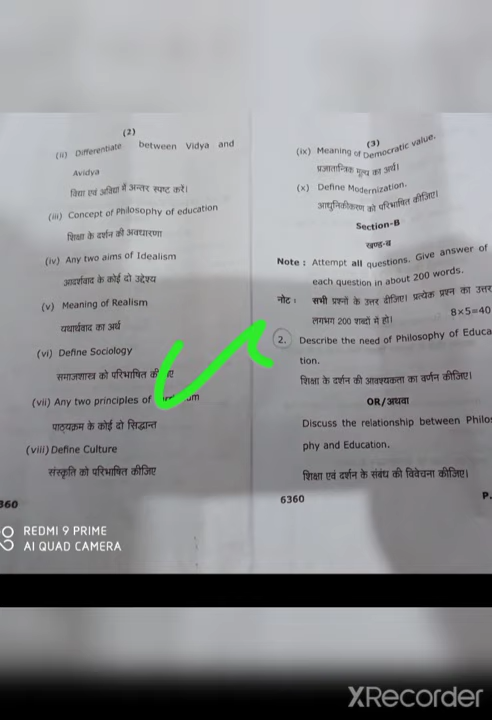 (2)
(ii) Differentiate between Vidya and
Avidya
विद्या एवं अविद्या में अन्तर स्पष्ट करें।
(iii) Concept of Philosophy of education
शिक्षा के दर्शन की अवधारणा
(iv) Any two aims of Idealism
आदर्शवाद के कोई दो उद्देश्य
(v) Meaning of Realism
यथार्थवाद का अर्थ
(vi) Define Sociology
समाजशास्त्र को परिभाषित
(vii) Any two principles of
पाठ्यक्रम के कोई दो सिद्धान्त
(viii) Define Culture
संस्कृति को परिभाषित कीजिए
360
(3)
(ix) Meaning of Democratic value.
प्रजातान्त्रिक मूल्य का अर्थ।
(x) Define Modernization.
आधुनिकीकरण को परिभाषित कीजिए।
Section-B
खण्ड-ब
Note : Attempt all questions. Give answer of
each question in about 200 words.
नोट : सभी प्रश्नों के उत्तर दीजिए। प्रत्येक प्रश्न का उत्तर
लगभग 200 शब्दों में हो। 8×5=40
2. Describe the need of Philosophy of Educa
tion.
शिक्षा के दर्शन की आवश्यकता का वर्णन कीजिए।
OR/अथवा
Discuss the relationship between Philos
phy and Education.
शिक्षा एवं दर्शन के संबंध की विवेचना कीजिए।
6360 P.
REDMI 9 PRIME
AI QUAD CAMERA
XRecorder